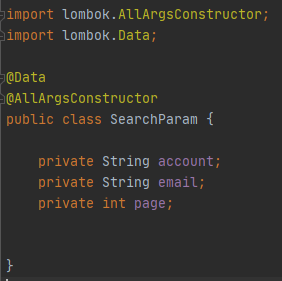 import lombok.AllArgsConstructor;
import lombok.Data;
@Data
@AllArgsConstructor
public class SearchParam {
private String account;
private String email;
private int page;
}